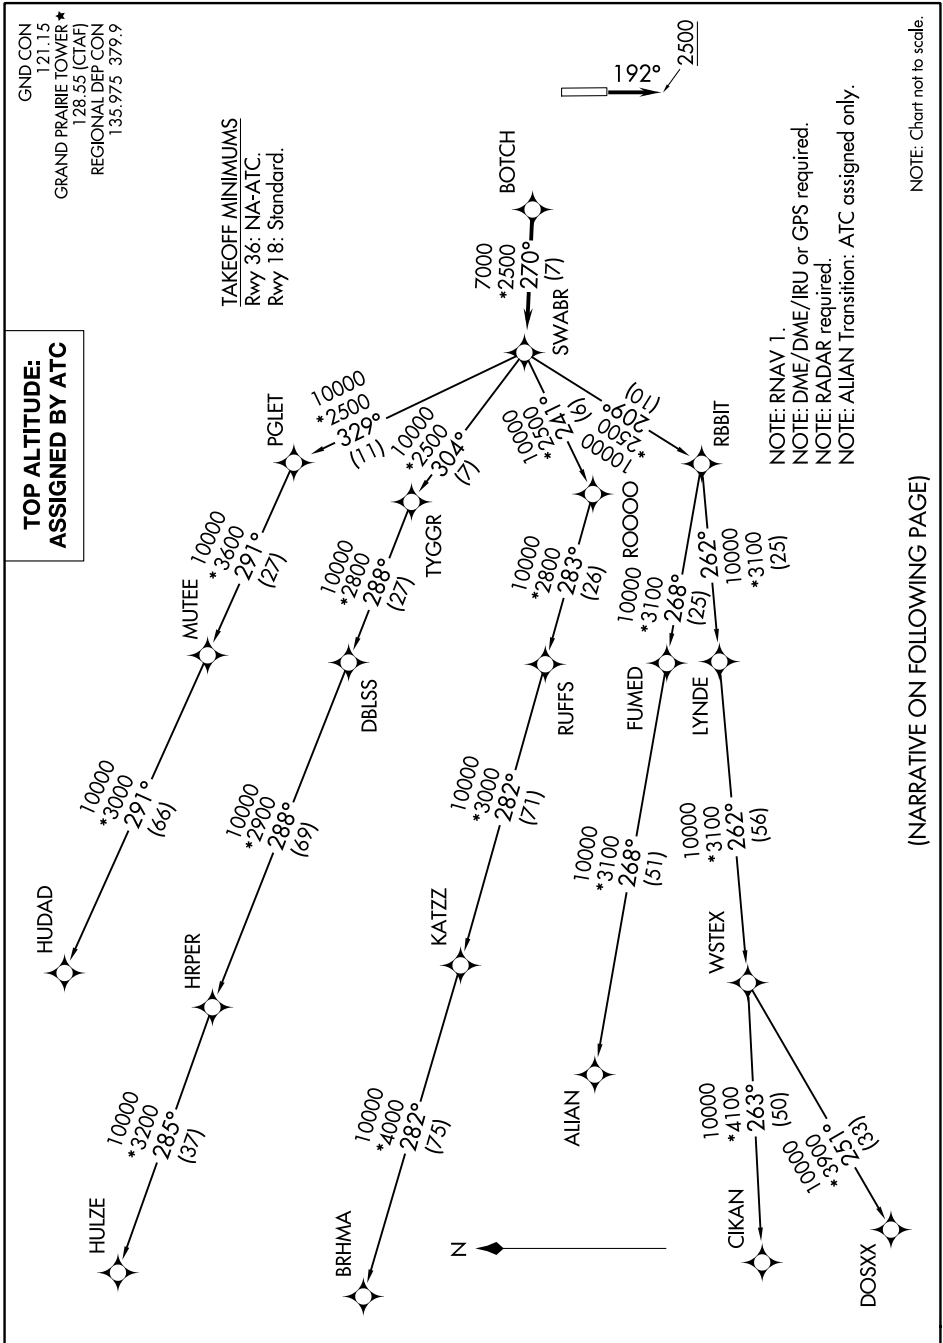 TOP ALTITUDE:
ASSIGNED BY ATC
GND CON
121.15
GRAND PRAIRIE TOWER★
128.55 (CTAF)
REGIONAL DEP CON
135.975 379.9
TAKEOFF MINIMUMS
Rwy 36: NA-ATC.
Rwy 18: Standard.
192°
2500
BOTCH
7000
*2500
270°
(7)
SWABR
10000
*2500
329°
(11)
PGLET
10000
*3600
291°
(27)
MUTEE
10000
*3000
291°
(66)
HUDAD
10000
*2500
304°
(7)
TYGGR
10000
*2800
288°
(27)
DBLSS
10000
*2900
288°
(69)
HRPER
10000
*3200
285°
(37)
HULZE
10000
*2500
241°
(6)
ROOOO
10000
*2800
283°
(26)
RUFFS
10000
*3000
282°
(71)
KATZZ
10000
*4000
282°
(75)
BRHMA
10000
*2500
209°
(10)
RBBIT
10000
*3100
268°
(25)
FUMED
10000
*3100
268°
(51)
ALIAN
262°
10000
*3100
(25)
LYNDE
10000
*3100
262°
(56)
WSTEX
10000
*4100
263°
(50)
CIKAN
10000
*3900
251°
(33)
DOSXX
N
NOTE: RNAV 1.
NOTE: DME/DME/IRU or GPS required.
NOTE: RADAR required.
NOTE: ALIAN Transition: ATC assigned only.
NOTE: Chart not to scale.
(NARRATIVE ON FOLLOWING PAGE)